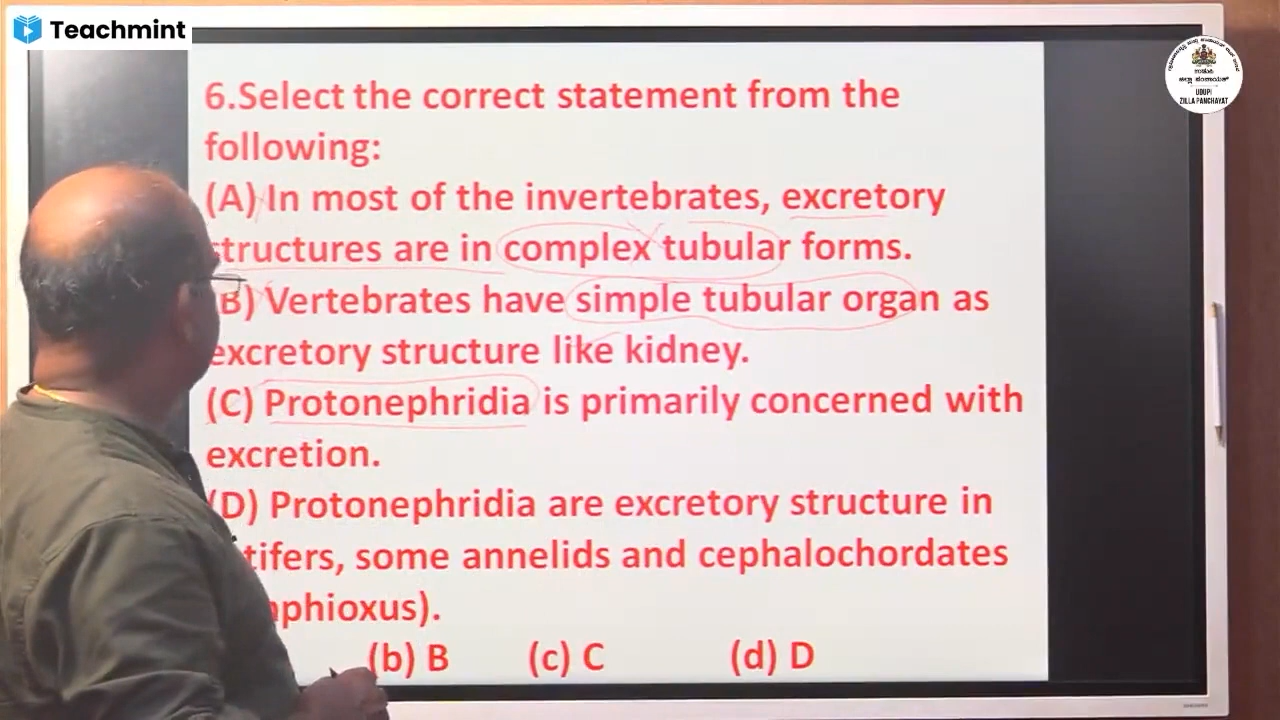 Teachmint
UDUPI
ZILLA PANCHAYAT
6.Select the correct statement from the
following:
(A) In most of the invertebrates, excretory
structures are in complex tubular forms.
(B) Vertebrates have simple tubular organ as
excretory structure like kidney.
(C) Protonephridia is primarily concerned with
excretion.
(D) Protonephridia are excretory structure in
tifers, some annelids and cephalochordates
phioxus).
(b) B (c) C (d) D